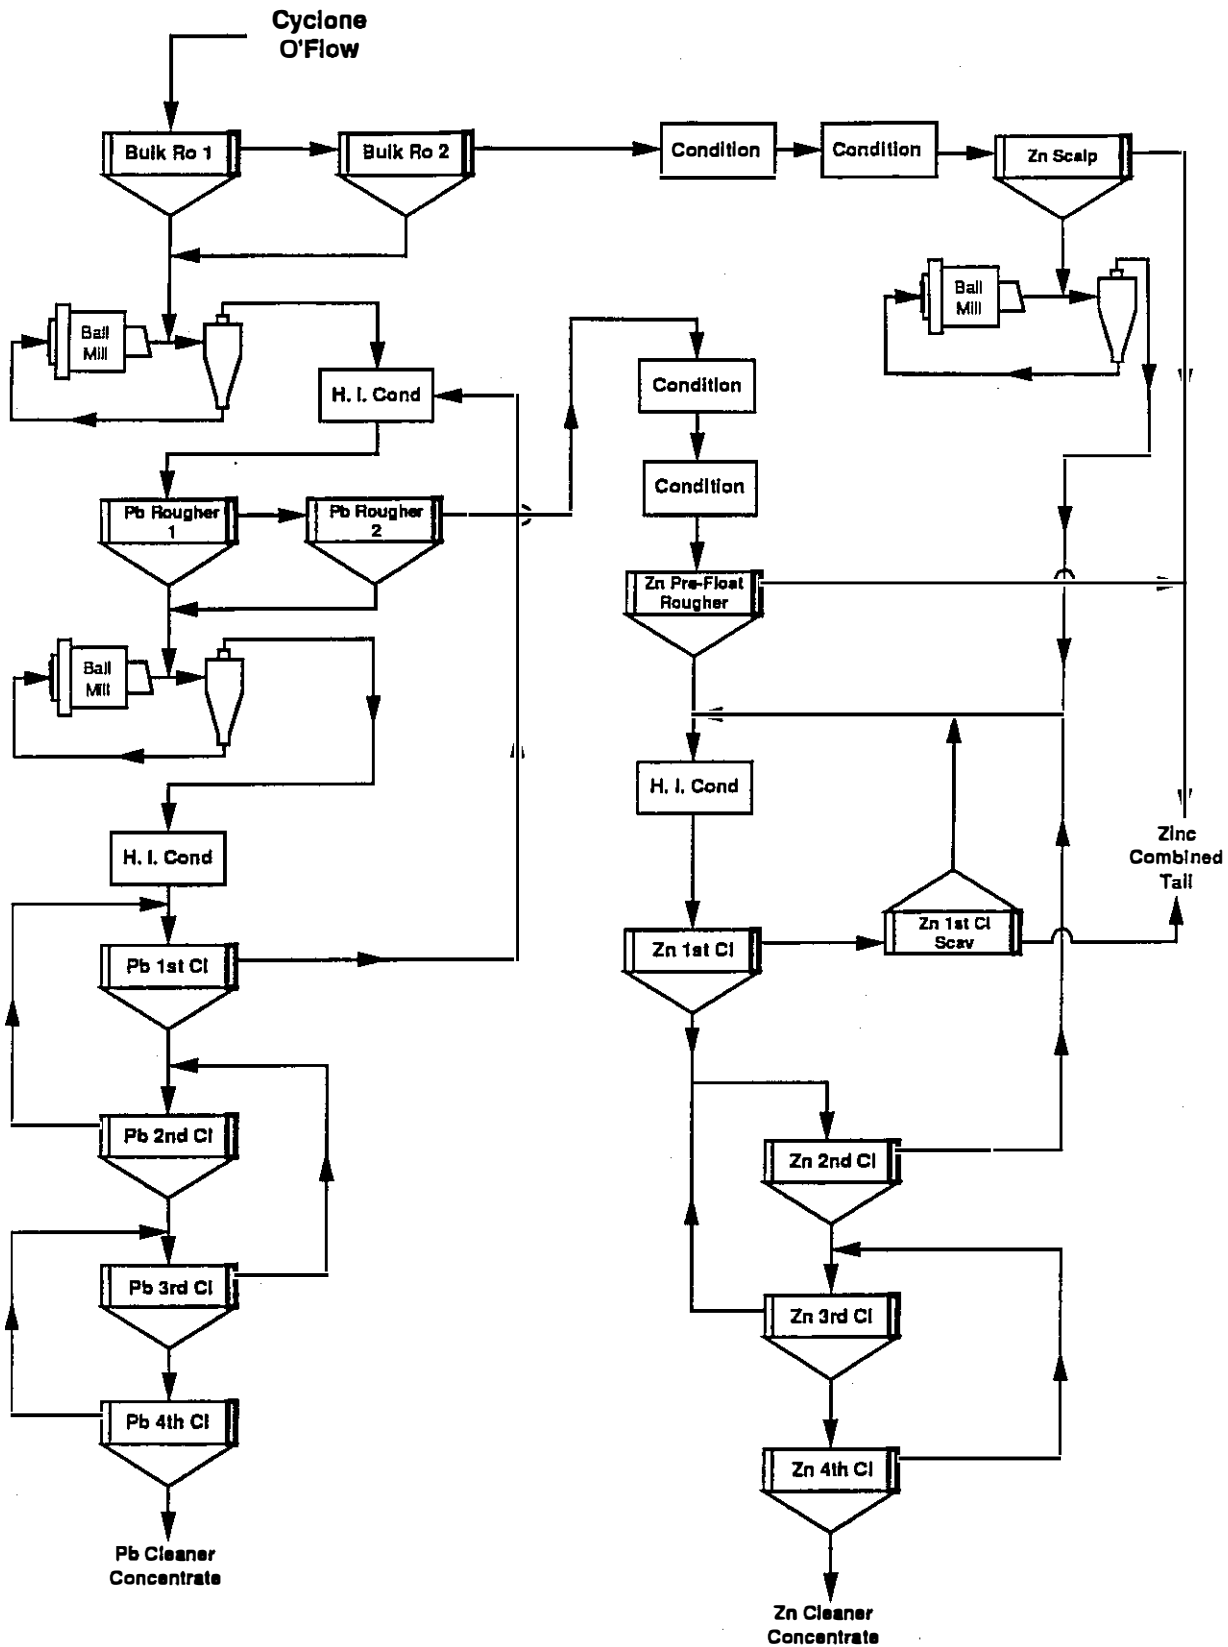 Cyclone
O'Flow
Bulk Ro 1
Bulk Ro 2
Condition
Condition
Zn Scalp
Ball
Mill
Ball
Mill
H. I. Cond
Condition
Condition
Pb Rougher
1
Pb Rougher
2
Zn Pre-Float
Rougher
Ball
Mill
H. I. Cond
H. I. Cond
Zinc
Combined
Tail
Pb 1st Cl
Zn 1st Cl
Zn 1st Cl
Scav
Pb 2nd Cl
Zn 2nd Cl
Pb 3rd Cl
Zn 3rd Cl
Pb 4th Cl
Zn 4th Cl
Pb Cleaner
Concentrate
Zn Cleaner
Concentrate